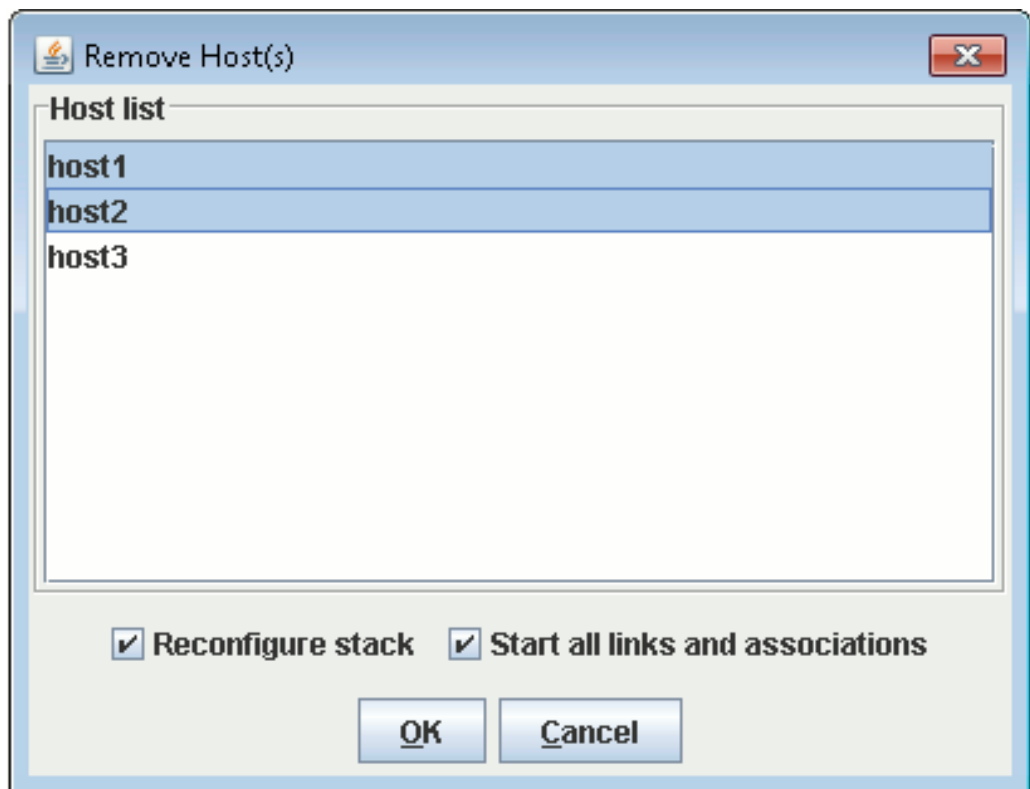 Remove Host(s)
Host list
host1
host2
host3
Reconfigure stack Start all links and associations
OK Cancel